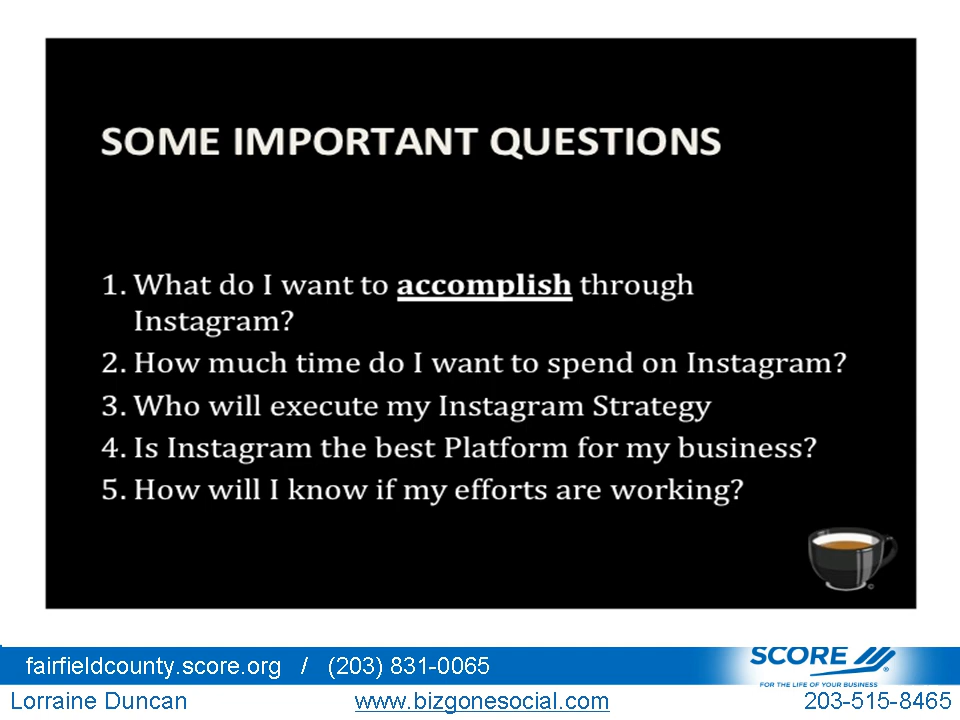 SOME IMPORTANT QUESTIONS
1. What do I want to accomplish through
Instagram?
2. How much time do I want to spend on Instagram?
3. Who will execute my Instagram Strategy
4. Is Instagram the best Platform for my business?
5. How will I know if my efforts are working?
©
fairfieldcounty.score.org / (203) 831-0065
SCORE
FOR THE LIFE OF YOUR BUSINESS
Lorraine Duncan www.bizgonesocial.com 203-515-8465